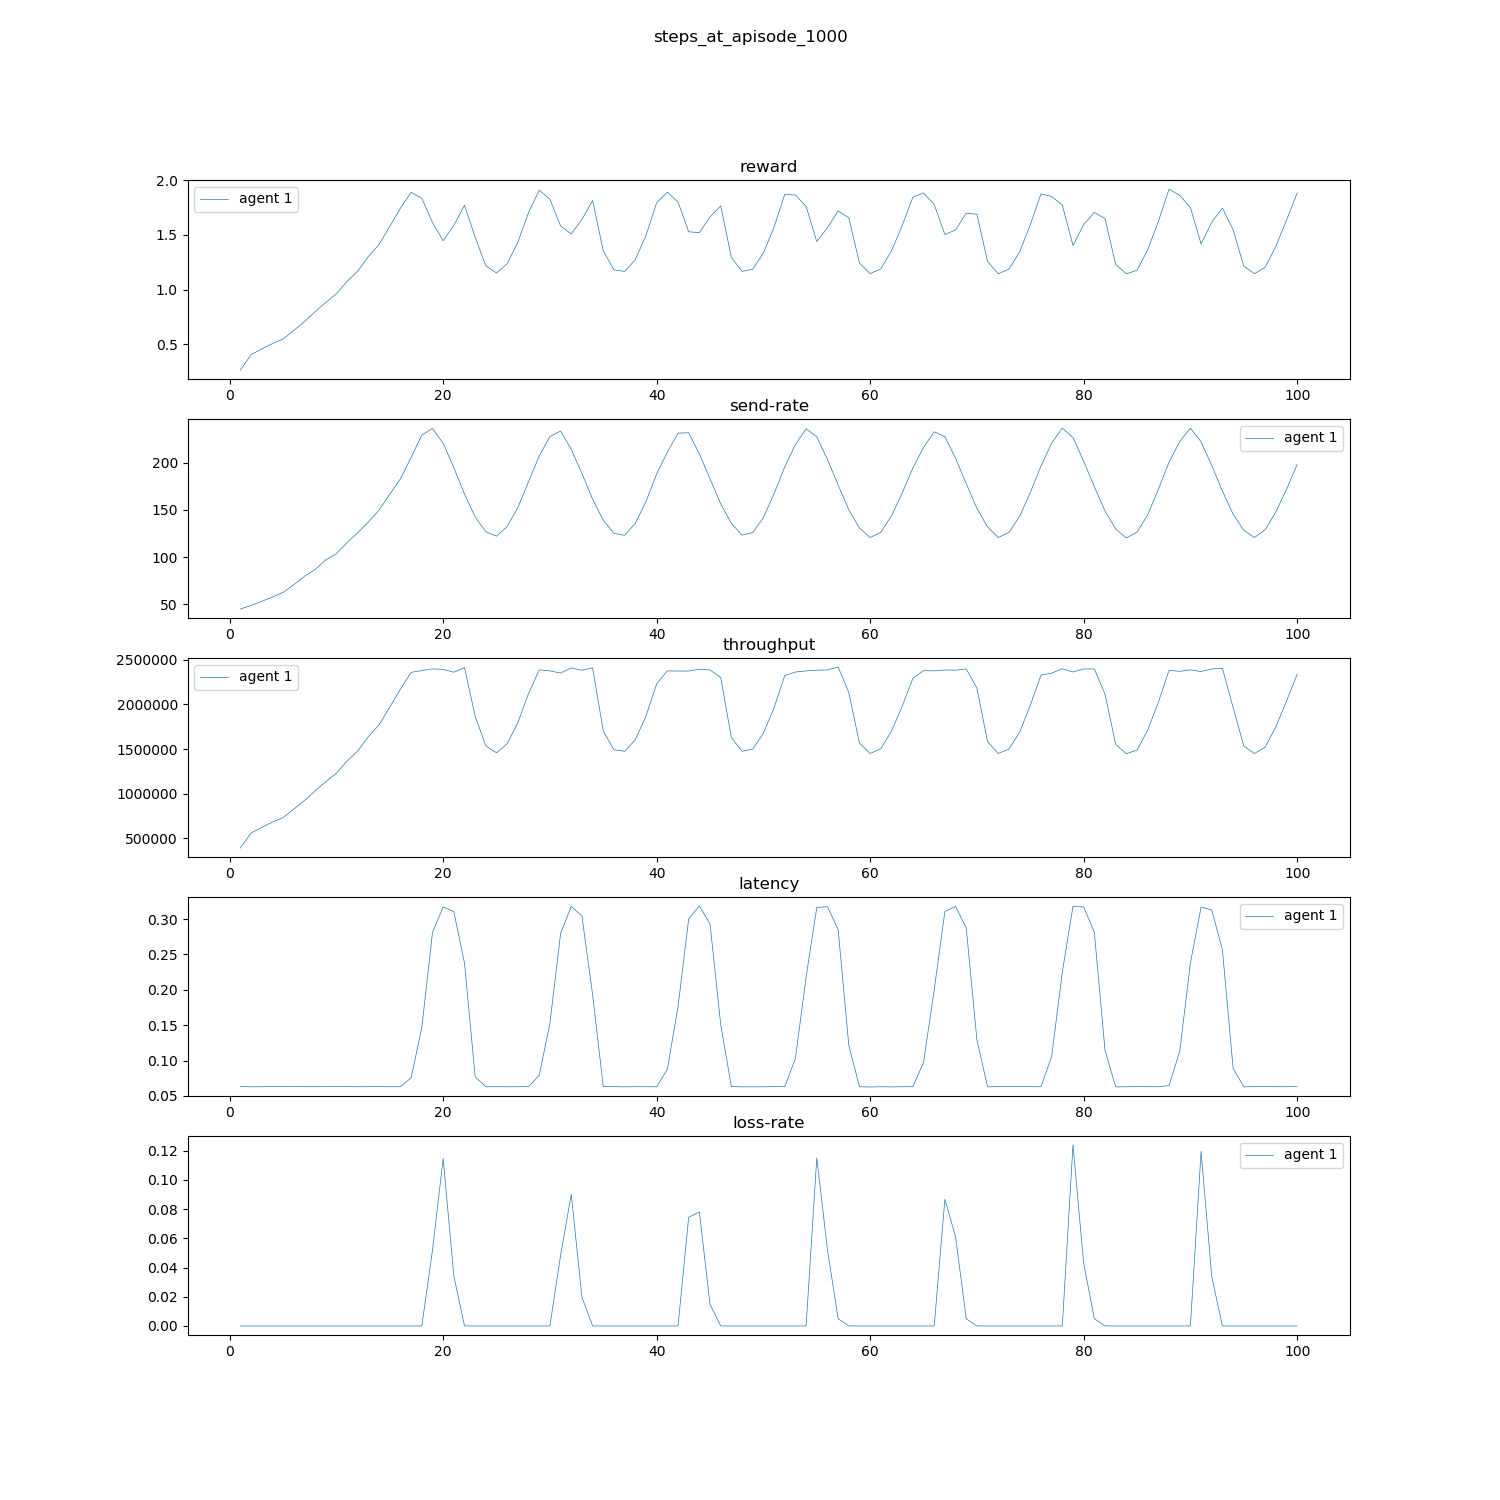 steps_at_apisode_1000
reward
agent 1
2.0
1.5
1.0
0.5
0 20 40 60 80 100
send-rate
agent 1
200
150
100
50
0 20 40 60 80 100
throughput
agent 1
2500000
2000000
1500000
1000000
500000
0 20 40 60 80 100
latency
agent 1
0.30
0.25
0.20
0.15
0.10
0.05
0 20 40 60 80 100
loss-rate
agent 1
0.12
0.10
0.08
0.06
0.04
0.02
0.00
0 20 40 60 80 100